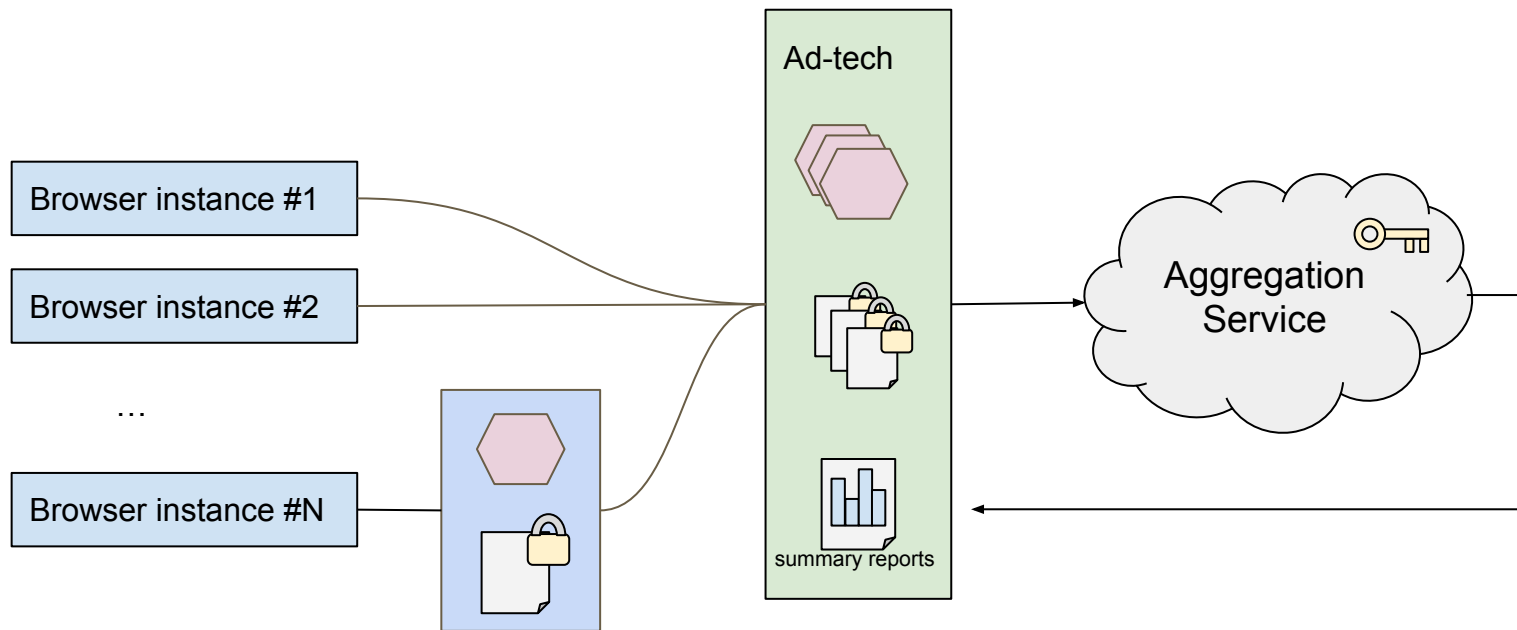 Ad-tech
Browser instance #1
Browser instance #2
Aggregation
Service
...
Browser instance #N
summary reports